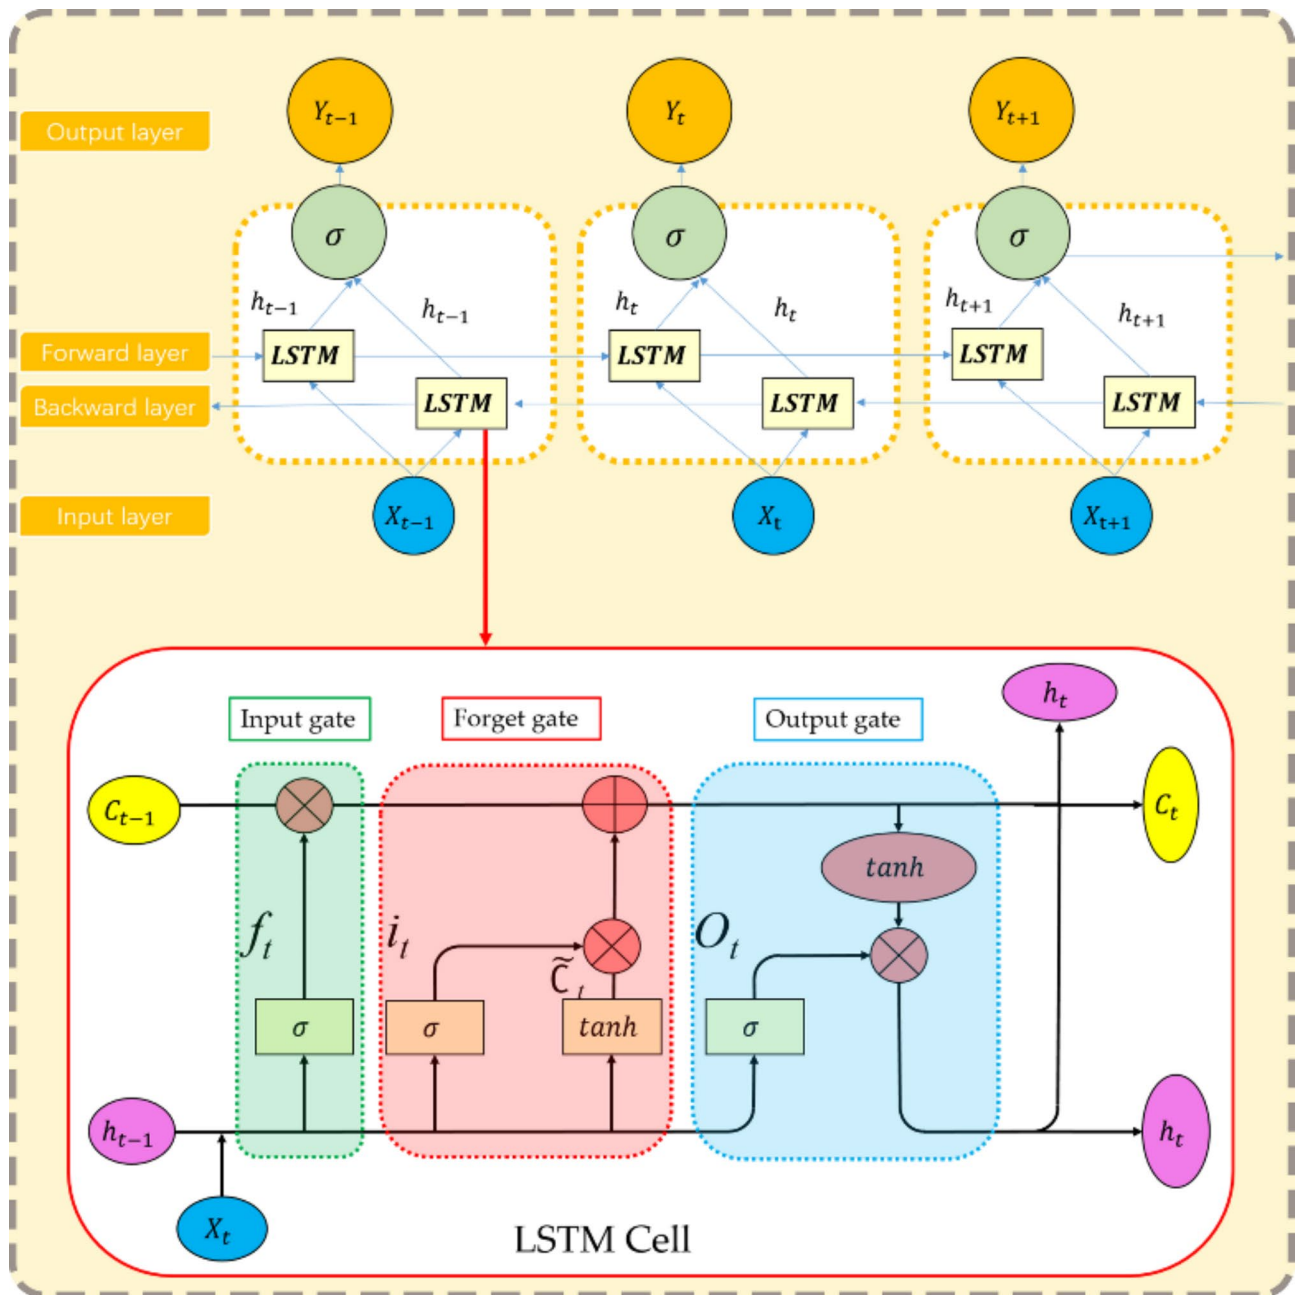 Output layer
Y_{t−1}
Y_t
Y_{t+1}
σ
σ
σ
h_{t−1}
h_{t−1}
h_t
h_t
h_{t+1}
h_{t+1}
Forward layer
LSTM
LSTM
LSTM
Backward layer
LSTM
LSTM
LSTM
Input layer
X_{t−1}
X_t
X_{t+1}
h_t
Input gate
Forget gate
Output gate
C_{t−1}
C_t
tanh
f_t
i_t
O_t
C̃_t
σ
σ
tanh
σ
h_{t−1}
h_t
X_t
LSTM Cell